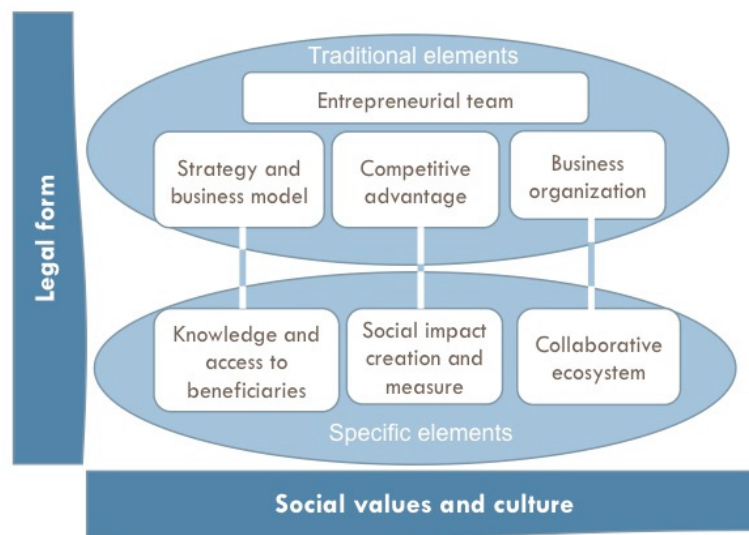 Legal form
Traditional elements
Entrepreneurial team
Strategy and
business model
Competitive
advantage
Business
organization
Knowledge and
access to
beneficiaries
Social impact
creation and
measure
Collaborative
ecosystem
Specific elements
Social values and culture